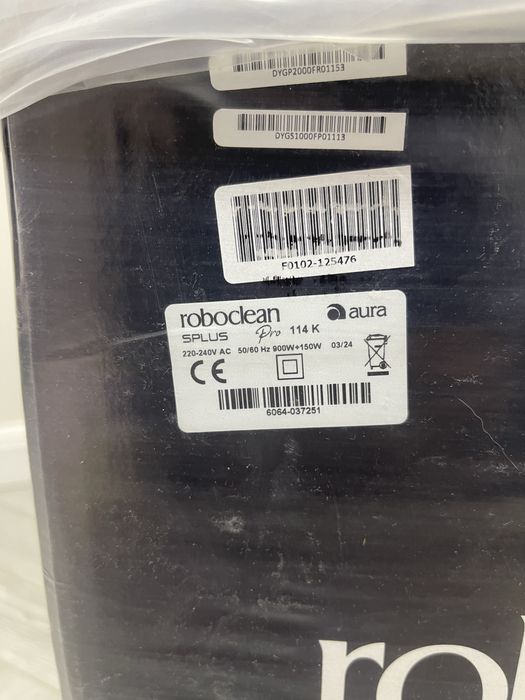 DYGP2000FR01153
DYGS1000FP01113
F0102-125476
roboclean aura
SPLUS Pro 114 K
220-240V AC 50/60 Hz 900W+150W 03/24
CE
6064-037251
ro